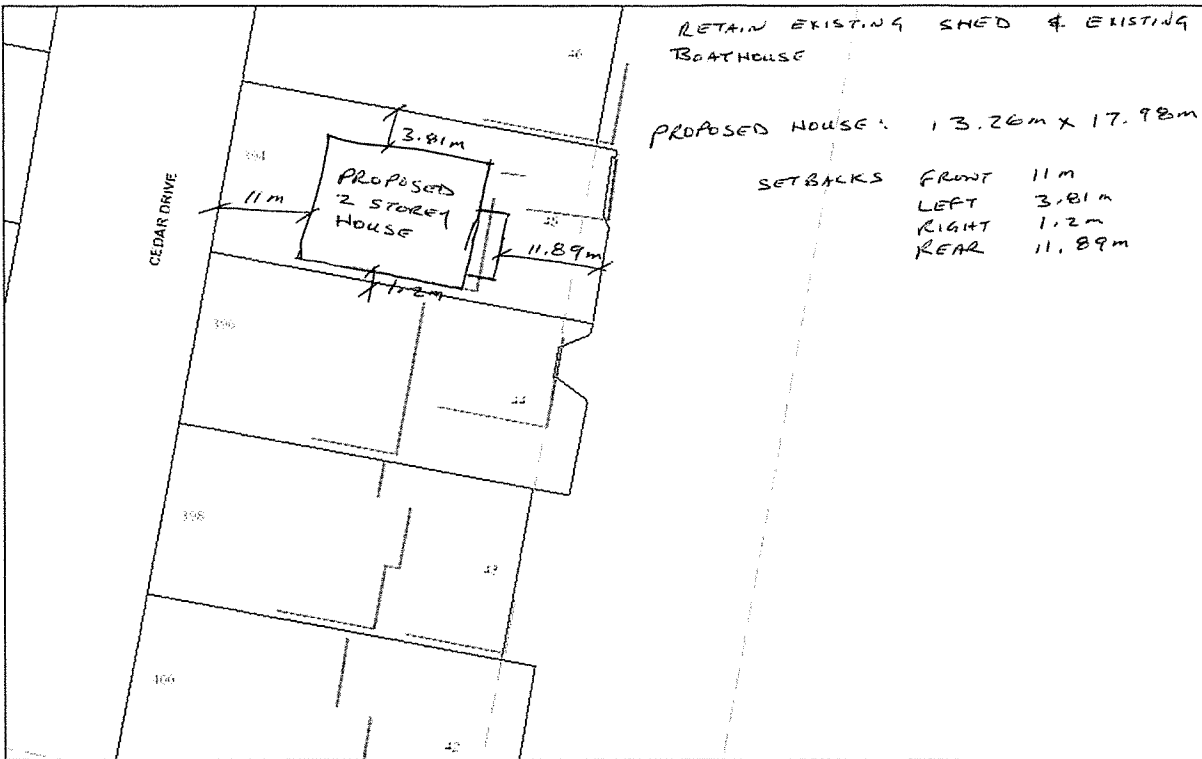 RETAIN EXISTING SHED & EXISTING
BOATHOUSE
PROPOSED HOUSE: 13.26m x 17.98m
SETBACKS FRONT 11m
LEFT 3.81m
RIGHT 1.2m
REAR 11.89m
46
394
3.81m
PROPOSED
2 STOREY
HOUSE
11m
11.89m
1.2m
CEDAR DRIVE
44
398
43
400
42